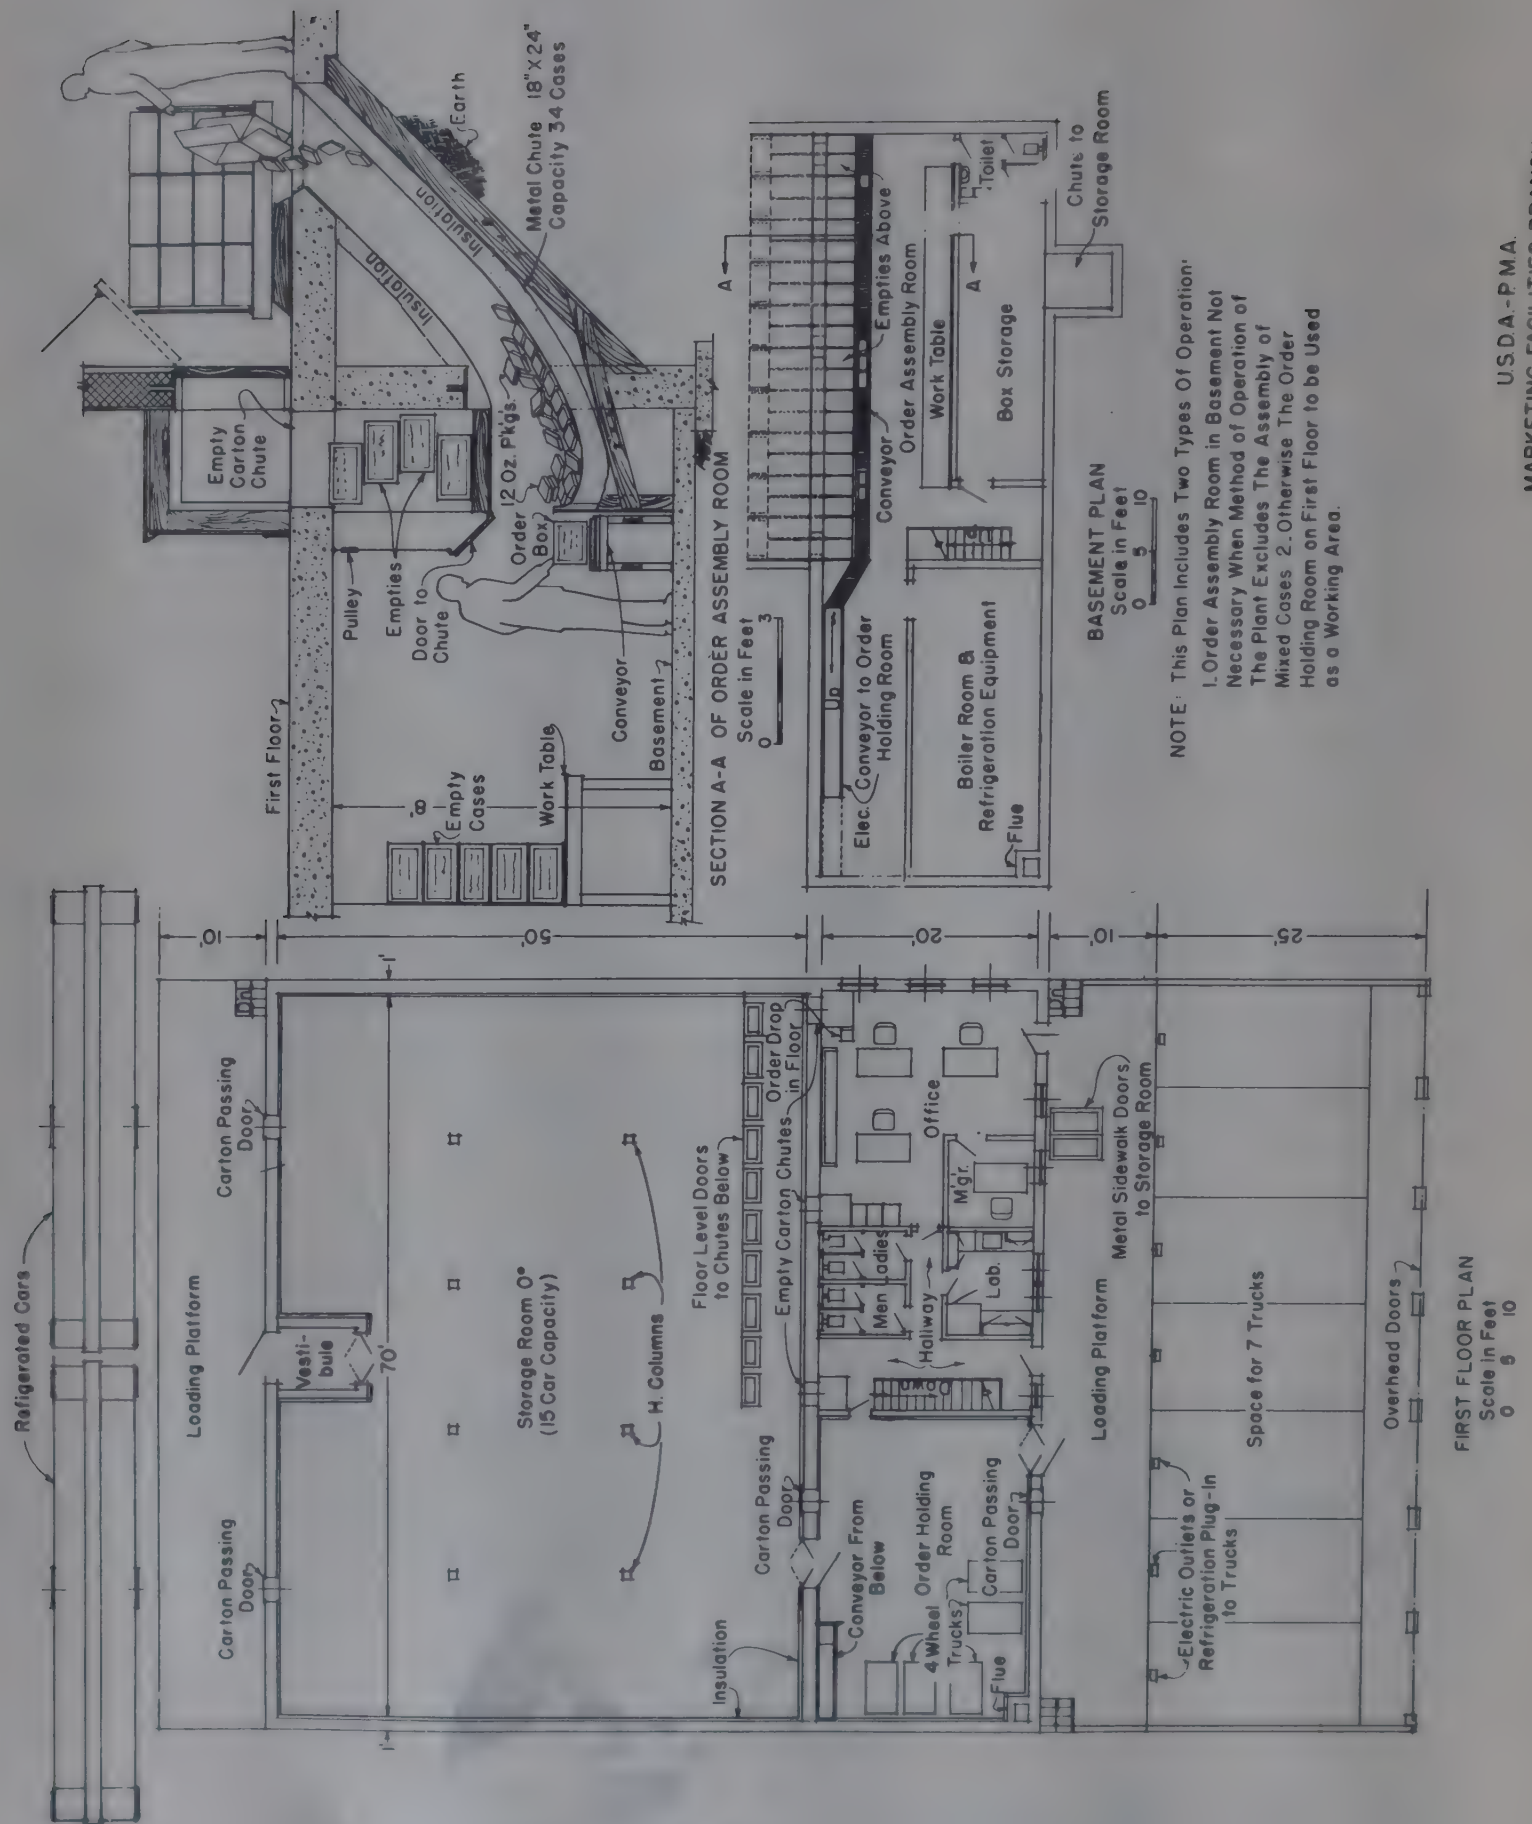 Refrigerated Cars
Loading Platform
Carton Passing
Door
Carton Passing
Door
Vesti-
bule
Dn
10'
50'
20'
10'
25'
1'
70'
1'
Storage Room 0°
(15 Car Capacity)
H. Columns
Floor Level Doors
to Chutes Below
Order Drop
in Floor
Empty Carton Chutes
Insulation
Carton Passing
Door
Conveyor From
Below
Order Holding
Room
4 Wheel
Trucks
Carton Passing
Door
Flue
Down
Hallway
Men
Ladies
Lab.
M'g'r.
Office
Dn
Loading Platform
Metal Sidewalk Doors
to Storage Room
Electric Outlets or
Refrigeration Plug-In
to Trucks
Space for 7 Trucks
Overhead Doors
FIRST FLOOR PLAN
Scale in Feet
0 5 10
First Floor
Empty
Carton
Chute
Pulley
Empties
Door to
Chute
Order
Box
12 Oz. Pkg's.
Insulation
Insulation
Earth
Metal Chute 18"X24"
Capacity 34 Cases
8'
Empty
Cases
Work Table
Conveyor
Basement
SECTION A-A OF ORDER ASSEMBLY ROOM
Scale in Feet
0 3
A
Up
Elec. Conveyor to Order
Holding Room
Conveyor
Empties Above
Order Assembly Room
Work Table
A
Toilet
Box Storage
Chute to
Storage Room
Up
Boiler Room &
Refrigeration Equipment
Flue
BASEMENT PLAN
Scale in Feet
0 5 10
NOTE: This Plan Includes Two Types Of Operation:
1. Order Assembly Room in Basement Not
Necessary When Method of Operation of
The Plant Excludes The Assembly of
Mixed Cases 2. Otherwise The Order
Holding Room on First Floor to be Used
as a Working Area.
U.S.D.A.-P.M.A.
MARKETING FACILITIES